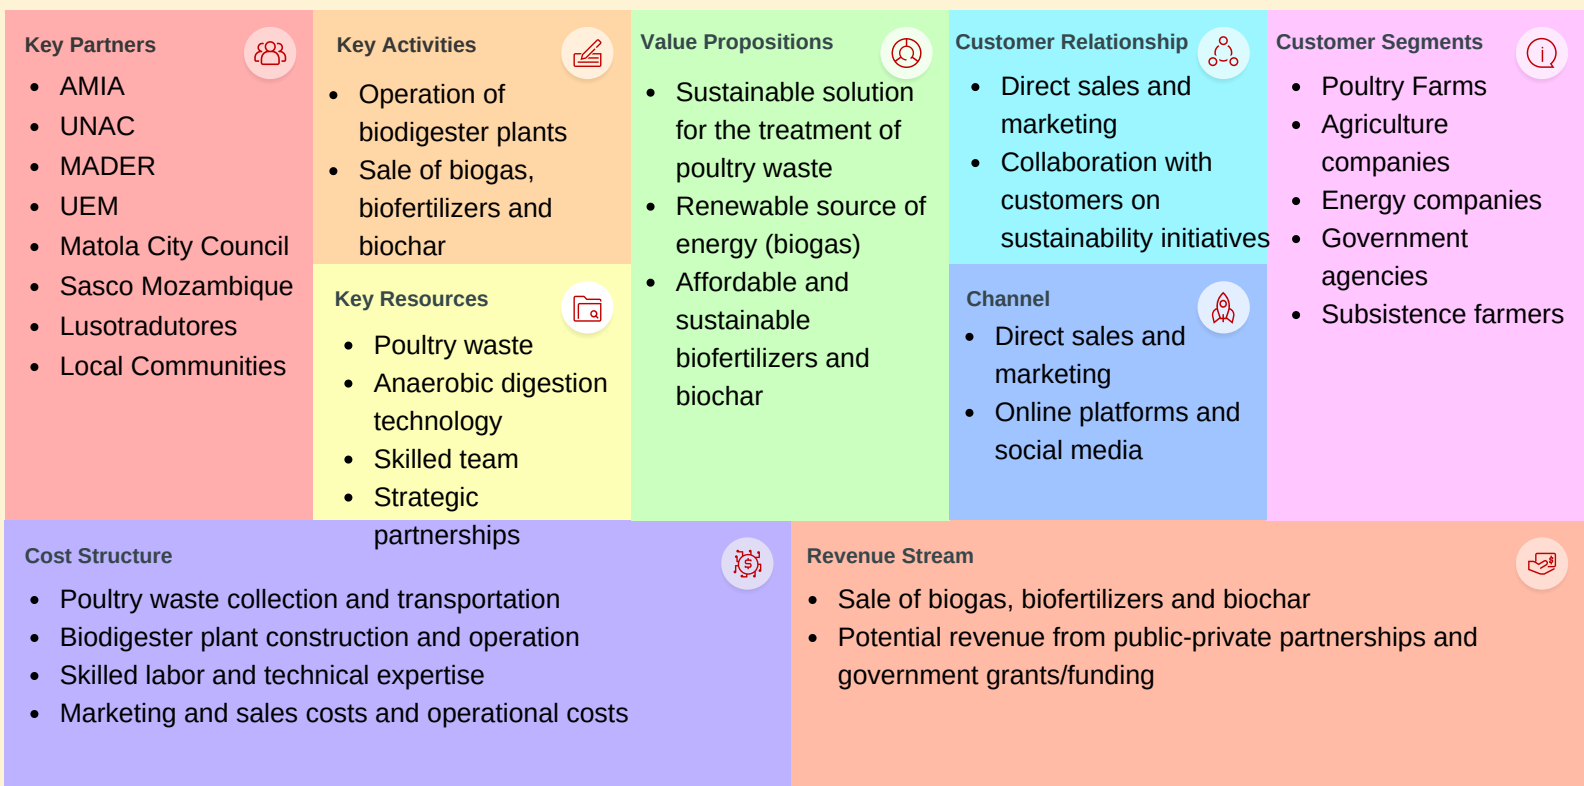 Key Partners
• AMIA
• UNAC
• MADER
• UEM
• Matola City Council
• Sasco Mozambique
• Lusotradutores
• Local Communities
Key Activities
• Operation of
biodigester plants
• Sale of biogas,
biofertilizers and
biochar
Key Resources
• Poultry waste
• Anaerobic digestion
technology
• Skilled team
• Strategic
partnerships
Value Propositions
• Sustainable solution
for the treatment of
poultry waste
• Renewable source of
energy (biogas)
• Affordable and
sustainable
biofertilizers and
biochar
Customer Relationship
• Direct sales and
marketing
• Collaboration with
customers on
sustainability initiatives
Channel
• Direct sales and
marketing
• Online platforms and
social media
Customer Segments
• Poultry Farms
• Agriculture
companies
• Energy companies
• Government
agencies
• Subsistence farmers
Cost Structure
• Poultry waste collection and transportation
• Biodigester plant construction and operation
• Skilled labor and technical expertise
• Marketing and sales costs and operational costs
Revenue Stream
• Sale of biogas, biofertilizers and biochar
• Potential revenue from public-private partnerships and
government grants/funding